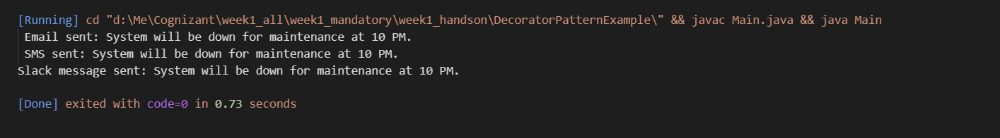 [Running] cd "d:\Me\Cognizant\week1_all\week1_mandatory\week1_handson\DecoratorPatternExample\" && javac Main.java && java Main
Email sent: System will be down for maintenance at 10 PM.
SMS sent: System will be down for maintenance at 10 PM.
Slack message sent: System will be down for maintenance at 10 PM.
[Done] exited with code=0 in 0.73 seconds